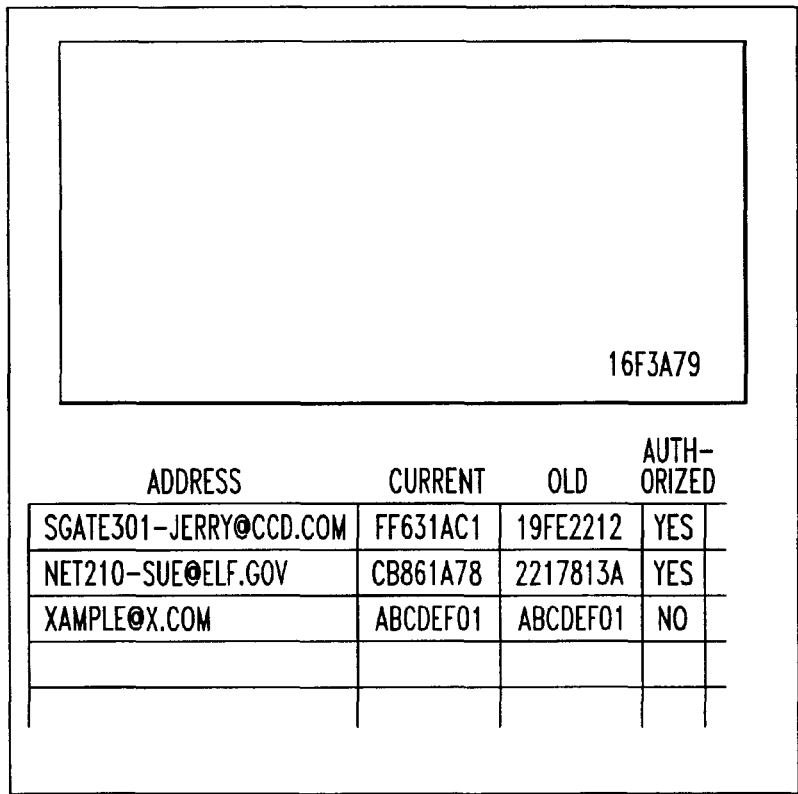 16F3A79
ADDRESS CURRENT OLD AUTH-
ORIZED
SGATE301-JERRY@CCD.COM FF631AC1 19FE2212 YES
NET210-SUE@ELF.GOV CB861A78 2217813A YES
XAMPLE@X.COM ABCDEF01 ABCDEF01 NO